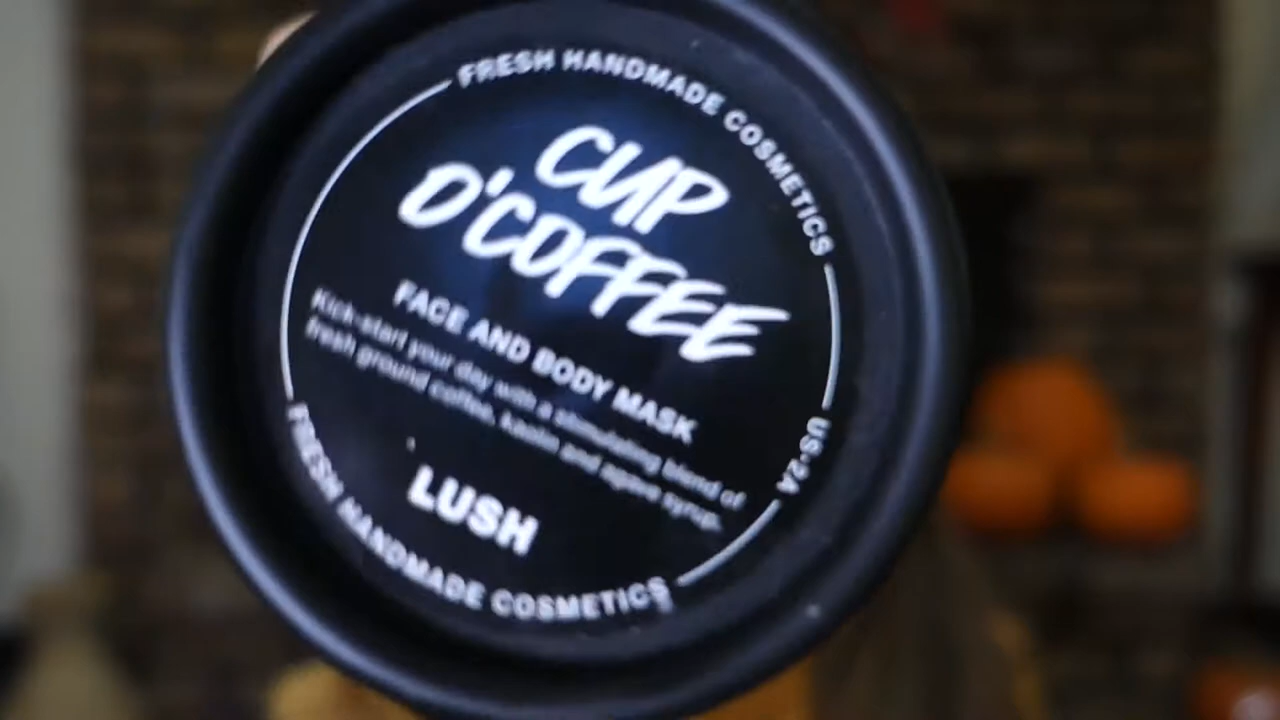 FRESH HANDMADE COSMETICS
CUP
O'COFFEE
FACE AND BODY MASK
Kick-start your day with a stimulating blend of
fresh ground coffee, kaolin and agave syrup.
LUSH
US-2A
FRESH HANDMADE COSMETICS